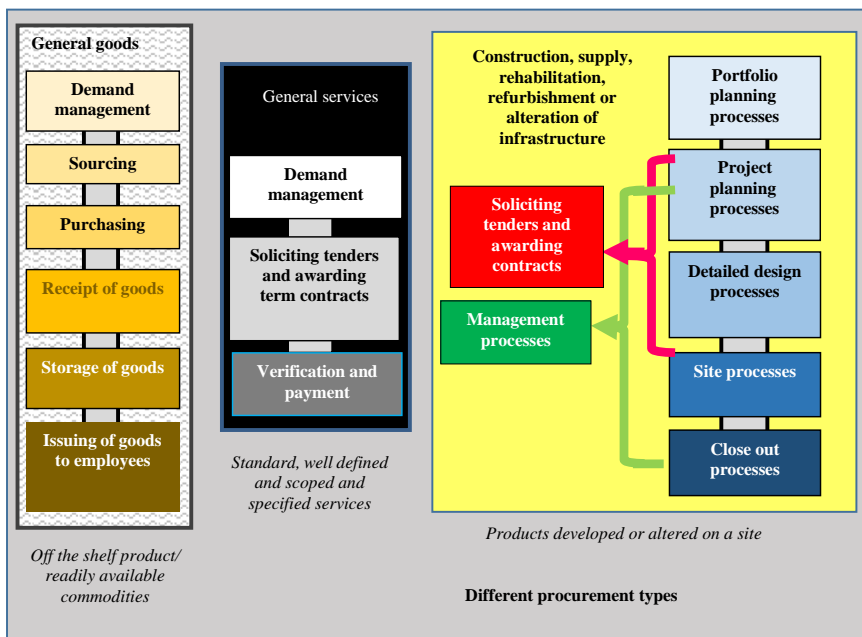 General goods
Demand
management
Sourcing
Purchasing
Receipt of goods
Storage of goods
Issuing of goods
to employees
Off the shelf product/
readily available
commodities
General services
Demand
management
Soliciting tenders
and awarding
term contracts
Verification and
payment
Standard, well defined
and scoped and
specified services
Construction, supply,
rehabilitation,
refurbishment or
alteration of
infrastructure
Soliciting
tenders and
awarding
contracts
Management
processes
Portfolio
planning
processes
Project
planning
processes
Detailed design
processes
Site processes
Close out
processes
Products developed or altered on a site
Different procurement types